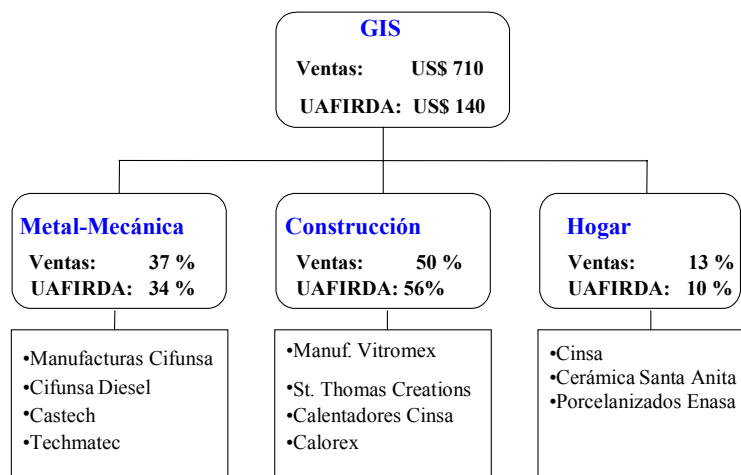 GIS
Ventas: US$ 710
UAFIRDA: US$ 140
Metal-Mecánica
Ventas: 37 %
UAFIRDA: 34 %
•Manufacturas Cifunsa
•Cifunsa Diesel
•Castech
•Techmatec
Construcción
Ventas: 50 %
UAFIRDA: 56%
•Manuf. Vitromex
•St. Thomas Creations
•Calentadores Cinsa
•Calorex
Hogar
Ventas: 13 %
UAFIRDA: 10 %
•Cinsa
•Cerámica Santa Anita
•Porcelanizados Enasa